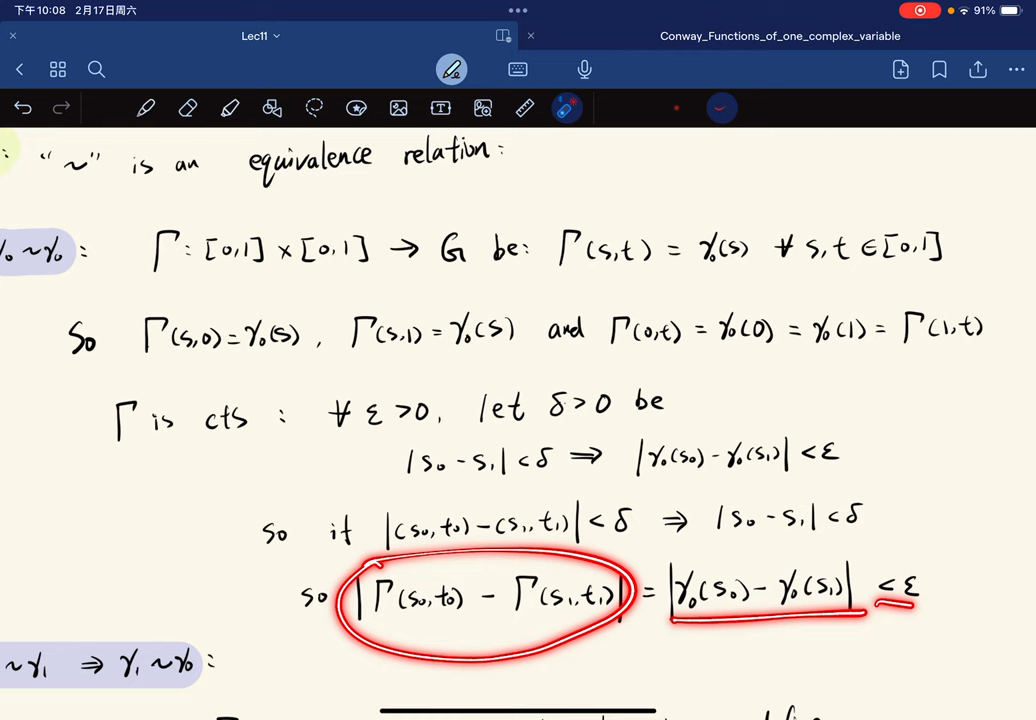 下午10:08 2月17日周六
91%
Lec11
Conway_Functions_of_one_complex_variable
: "~" is an equivalence relation:
γ₀ ~ γ₀ : Γ: [0,1] × [0,1] → G be: Γ(s,t) = γ₀(s) ∀ s,t ∈ [0,1]
So Γ(s,0) = γ₀(s), Γ(s,1) = γ₀(s) and Γ(0,t) = γ₀(0) = γ₀(1) = Γ(1,t)
Γ is cts : ∀ ε > 0, let δ > 0 be
|s₀ - s₁| < δ ⇒ |γ₀(s₀) - γ₀(s₁)| < ε
so if |(s₀,t₀) - (s₁,t₁)| < δ ⇒ |s₀ - s₁| < δ
so |Γ(s₀,t₀) - Γ(s₁,t₁)| = |γ₀(s₀) - γ₀(s₁)| < ε
~ γ₁ ⇒ γ₁ ~ γ₀ :